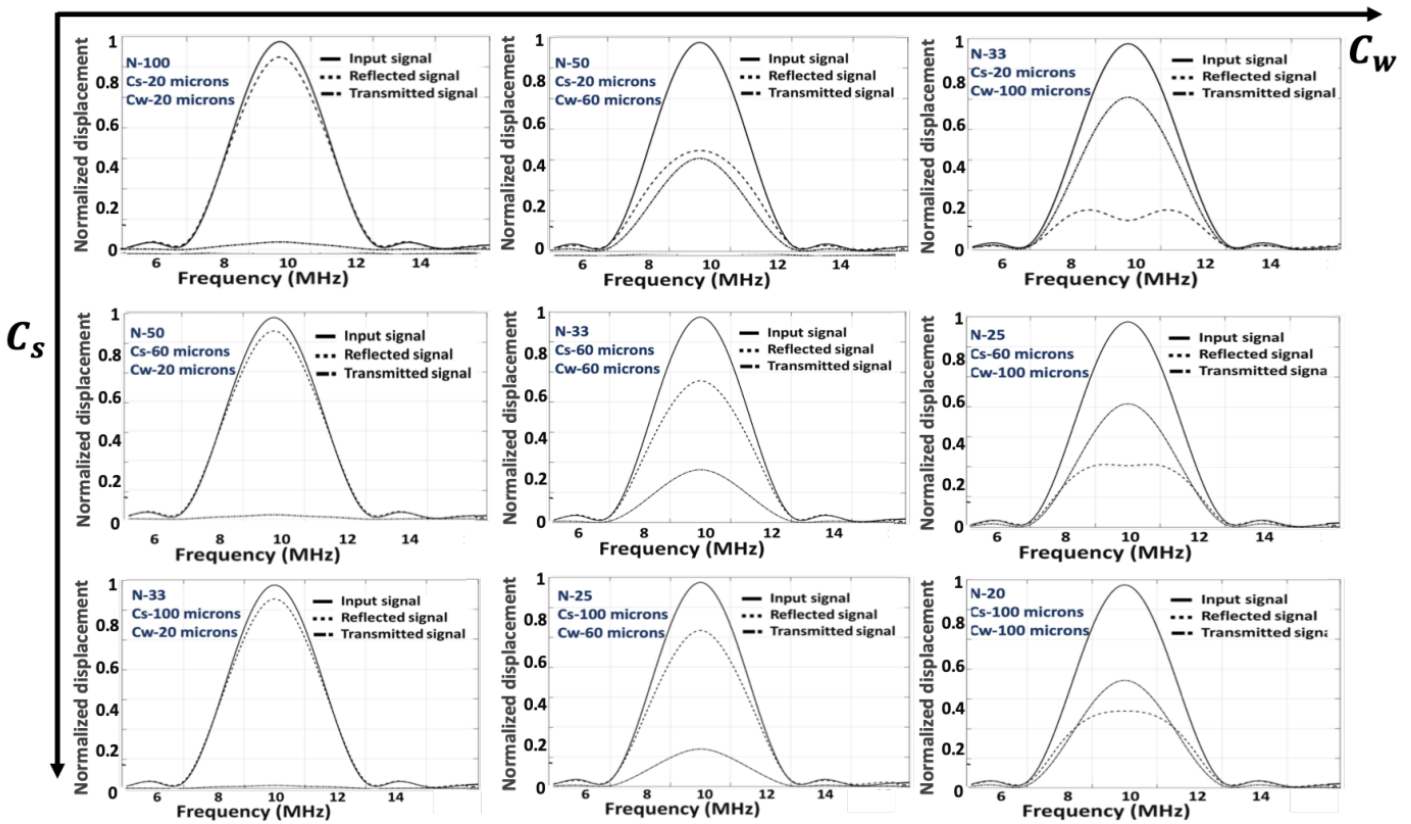 C_w
C_s
N-100
Cs-20 microns
Cw-20 microns
Input signal
Reflected signal
Transmitted signal
Normalized displacement
1
0.8
0.6
0.4
0.2
0
6
8
10
12
14
Frequency (MHz)
N-50
Cs-20 microns
Cw-60 microns
Input signal
Reflected signal
Transmitted signal
Normalized displacement
1
0.8
0.6
0.4
0.2
0
6
8
10
12
14
Frequency (MHz)
N-33
Cs-20 microns
Cw-100 microns
Input signal
Reflected signal
Transmitted signal
Normalized displacement
1
0.8
0.6
0.4
0.2
0
6
8
10
12
14
Frequency (MHz)
N-50
Cs-60 microns
Cw-20 microns
Input signal
Reflected signal
Transmitted signal
Normalized displacement
1
0.8
0.6
0.4
0.2
0
6
8
10
12
14
Frequency (MHz)
N-33
Cs-60 microns
Cw-60 microns
Input signal
Reflected signal
Transmitted signal
Normalized displacement
1
0.8
0.6
0.4
0.2
0
6
8
10
12
14
Frequency (MHz)
N-25
Cs-60 microns
Cw-100 microns
Input signal
Reflected signal
Transmitted signa
Normalized displacement
1
0.8
0.6
0.4
0.2
0
6
8
10
12
14
Frequency (MHz)
N-33
Cs-100 microns
Cw-20 microns
Input signal
Reflected signal
Transmitted signal
Normalized displacement
1
0.8
0.6
0.4
0.2
0
6
8
10
12
14
Frequency (MHz)
N-25
Cs-100 microns
Cw-60 microns
Input signal
Reflected signal
Transmitted signal
Normalized displacement
1
0.8
0.6
0.4
0.2
0
6
8
10
12
14
Frequency (MHz)
N-20
Cs-100 microns
Cw-100 microns
Input signal
Reflected signal
Transmitted signa
Normalized displacement
1
0.8
0.6
0.4
0.2
0
6
8
10
12
14
Frequency (MHz)